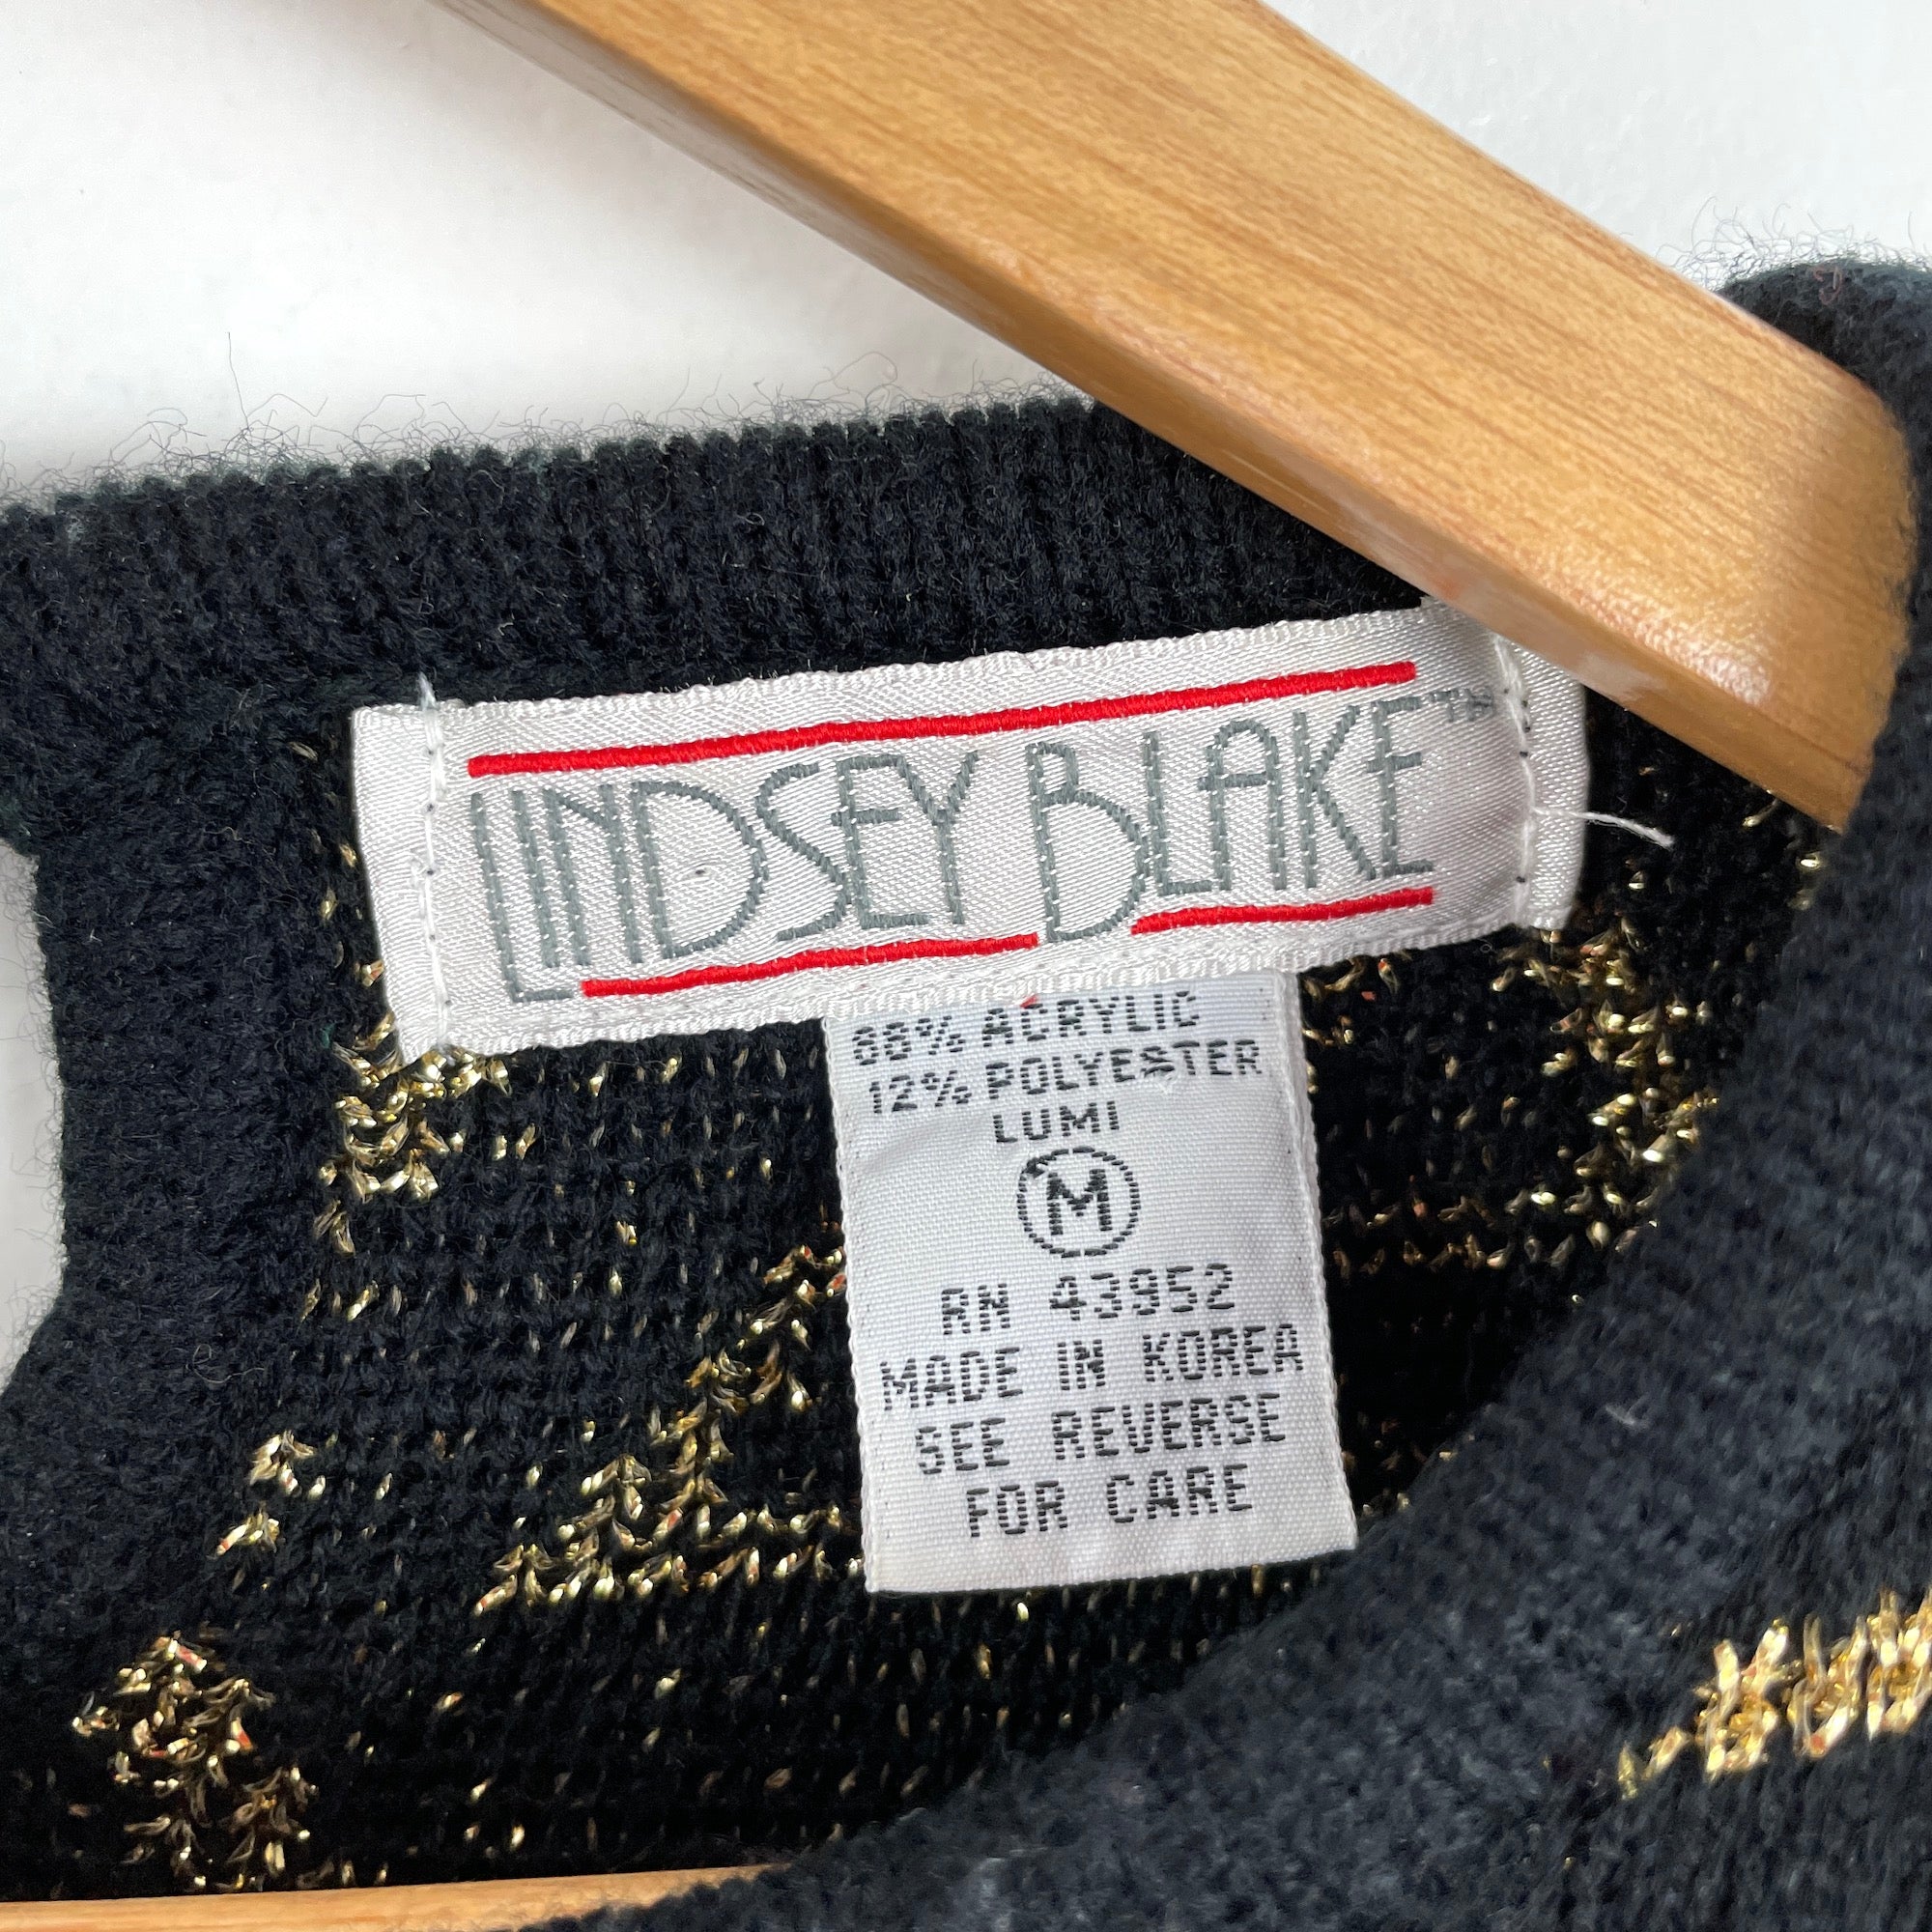 LINDSEY BLAKE™
88% ACRYLIC
12% POLYESTER
LUMI
M
RN 43952
MADE IN KOREA
SEE REVERSE
FOR CARE